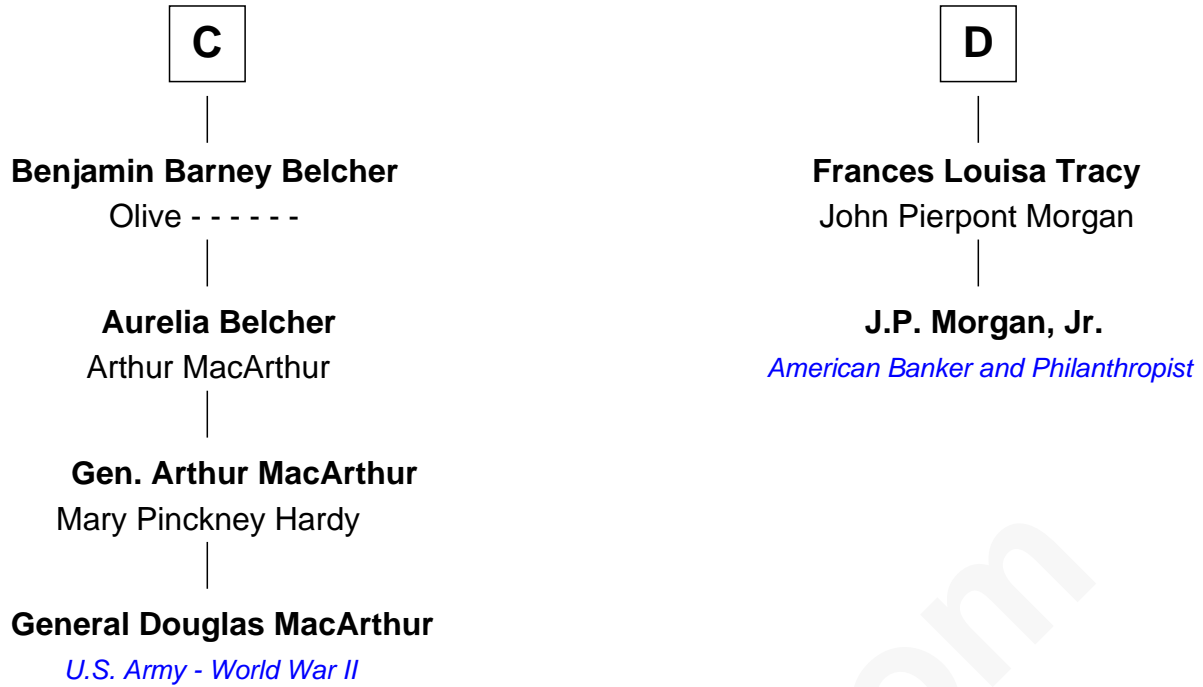 C
Benjamin Barney Belcher
Olive - - - - - -
Aurelia Belcher
Arthur MacArthur
Gen. Arthur MacArthur
Mary Pinckney Hardy
General Douglas MacArthur
U.S. Army - World War II
D
Frances Louisa Tracy
John Pierpont Morgan
J.P. Morgan, Jr.
American Banker and Philanthropist
om